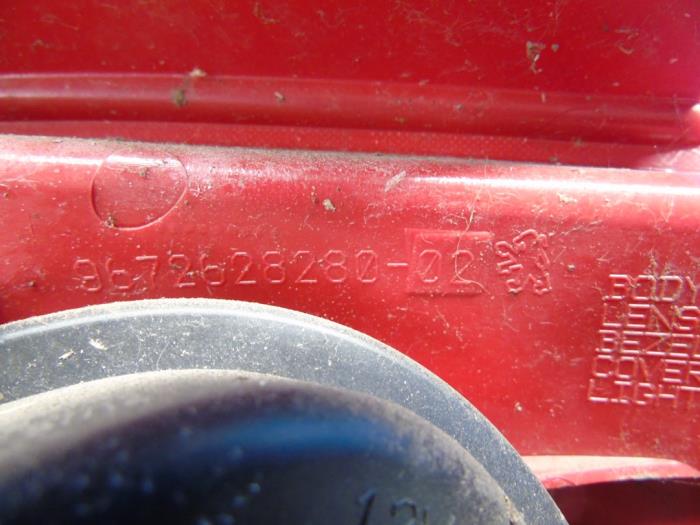 9672628280-02
BODY
LENS
BEZEL
COVER
LIGHT